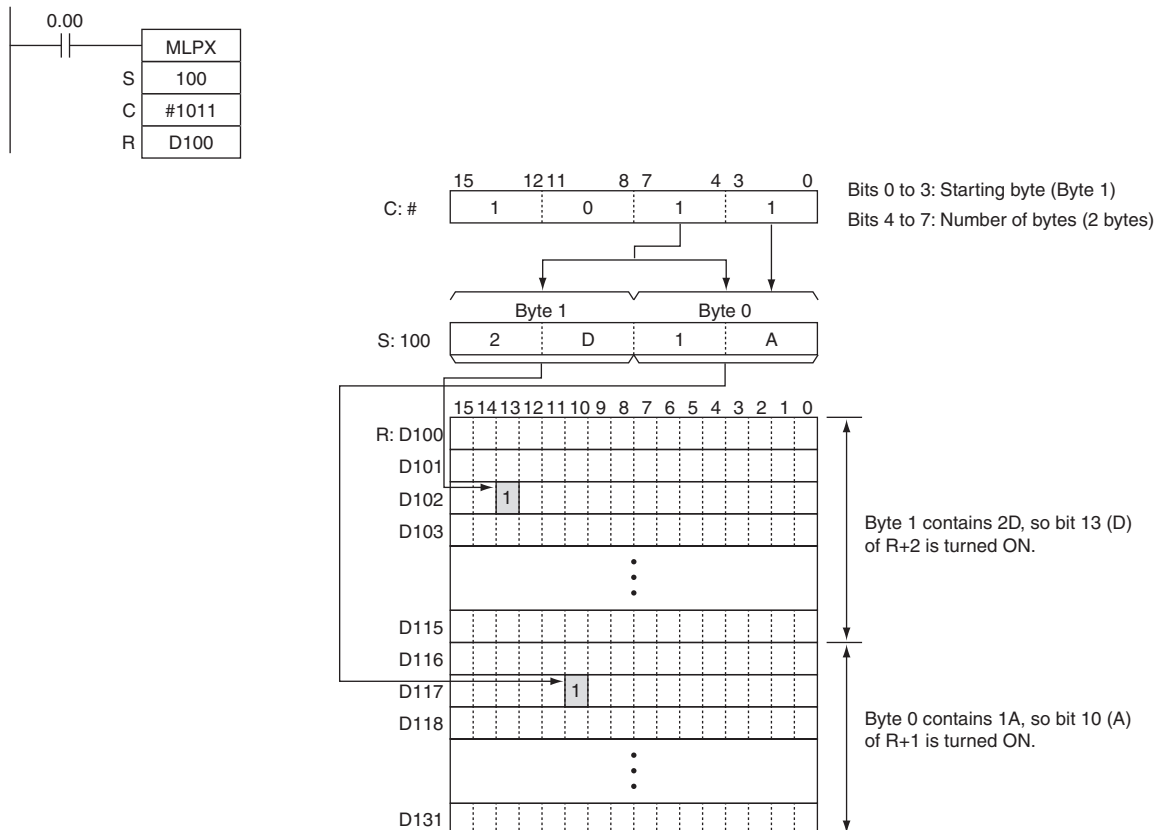 0.00
MLPX
S 100
C #1011
R D100
15 12 11 8 7 4 3 0
C: # 1 0 1 1
Bits 0 to 3: Starting byte (Byte 1)
Bits 4 to 7: Number of bytes (2 bytes)
Byte 1 Byte 0
S: 100 2 D 1 A
15 14 13 12 11 10 9 8 7 6 5 4 3 2 1 0
R: D100
D101
D102 1
D103
Byte 1 contains 2D, so bit 13 (D)
of R+2 is turned ON.
D115
D116
D117 1
D118
Byte 0 contains 1A, so bit 10 (A)
of R+1 is turned ON.
D131